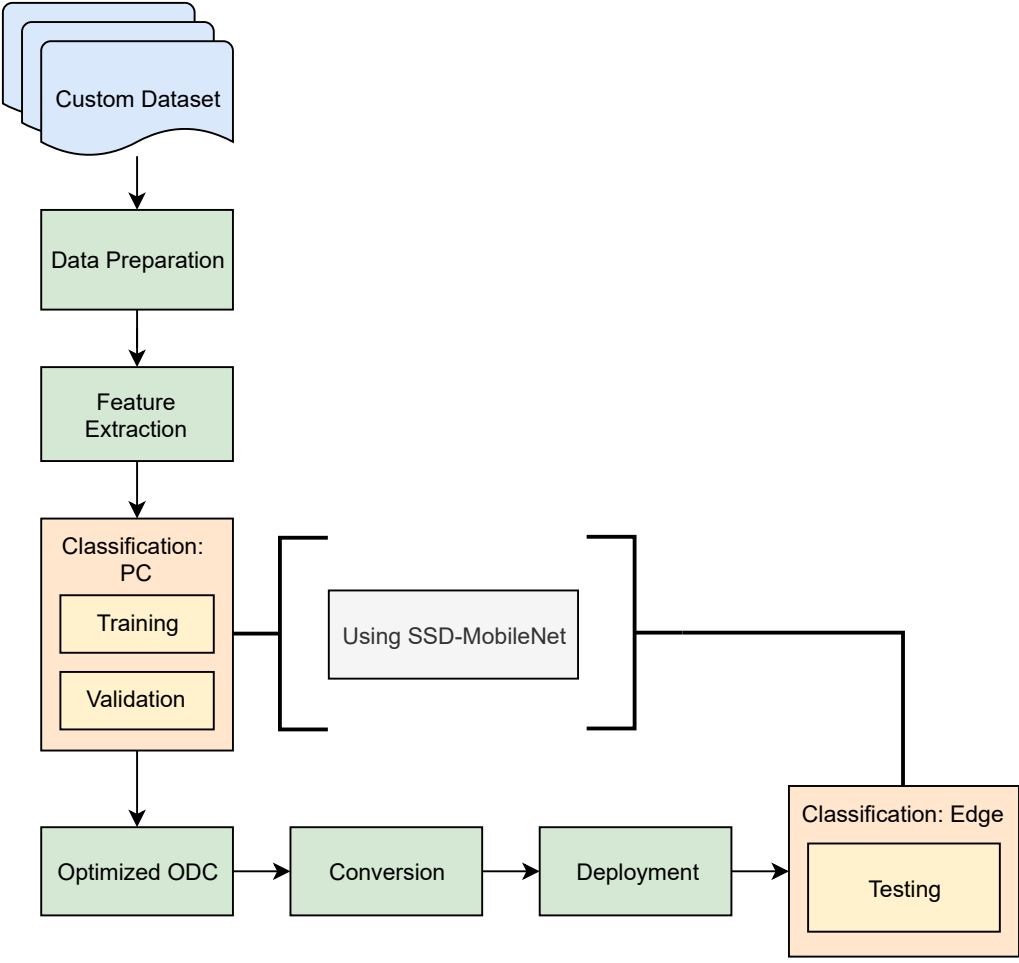 Custom Dataset
Data Preparation
Feature
Extraction
Classification:
PC
Training
Validation
Using SSD-MobileNet
Optimized ODC
Conversion
Deployment
Classification: Edge
Testing